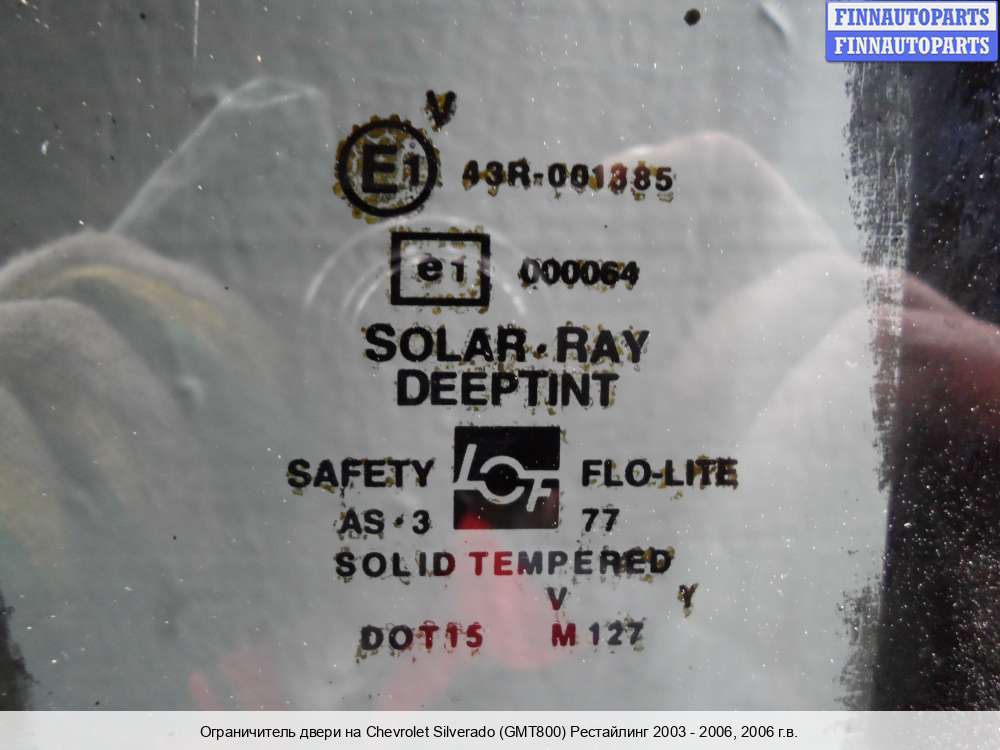 FINNAUTOPARTS
FINNAUTOPARTS
V
E1 43R-001385
e1 000064
SOLAR-RAY
DEEPTINT
SAFETY LOF FLO-LITE
AS-3 77
SOLID TEMPERED
V Y
DOT15 M127
Ограничитель двери на Chevrolet Silverado (GMT800) Рестайлинг 2003 - 2006, 2006 г.в.